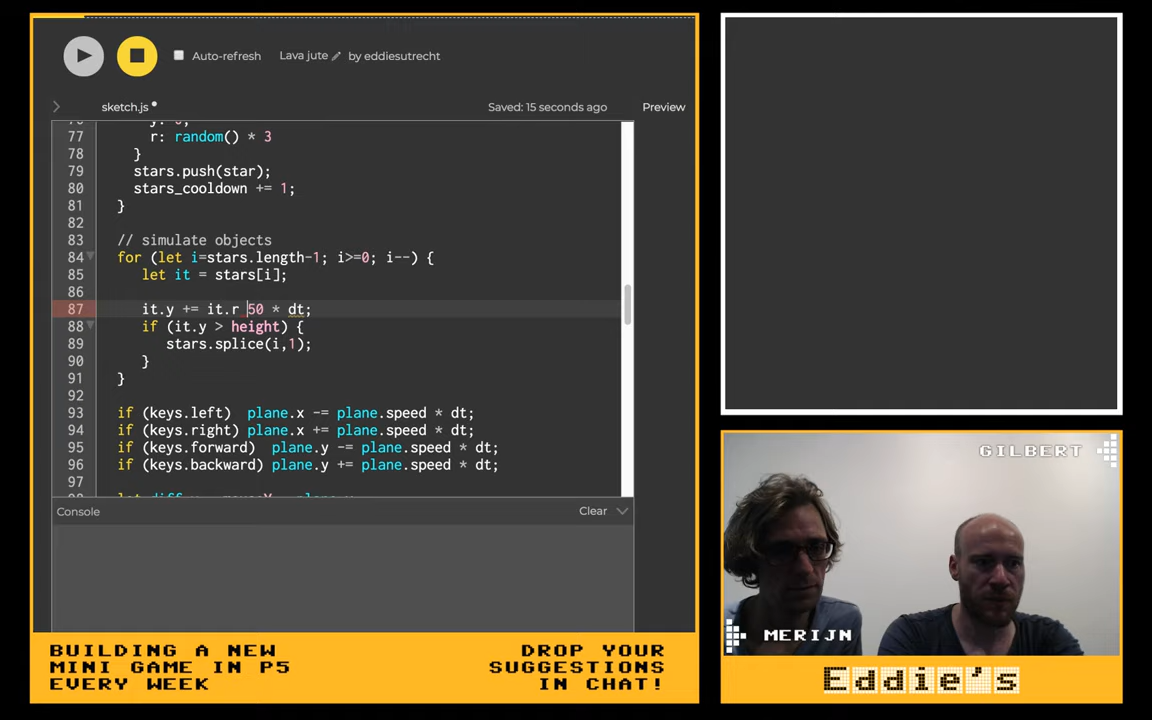 Auto-refresh
Lava jute
by eddiesutrecht
sketch.js
Saved: 15 seconds ago
Preview
77 r: random() * 3
78 }
79 stars.push(star);
80 stars_cooldown += 1;
81 }
82
83 // simulate objects
84 for (let i=stars.length-1; i>=0; i--) {
85 let it = stars[i];
86
87 it.y += it.r 50 * dt;
88 if (it.y > height) {
89 stars.splice(i,1);
90 }
91 }
92
93 if (keys.left) plane.x -= plane.speed * dt;
94 if (keys.right) plane.x += plane.speed * dt;
95 if (keys.forward) plane.y -= plane.speed * dt;
96 if (keys.backward) plane.y += plane.speed * dt;
97
Console
Clear
GILBERT
MERIJN
BUILDING A NEW
MINI GAME IN P5
EVERY WEEK
DROP YOUR
SUGGESTIONS
IN CHAT!
Eddie's